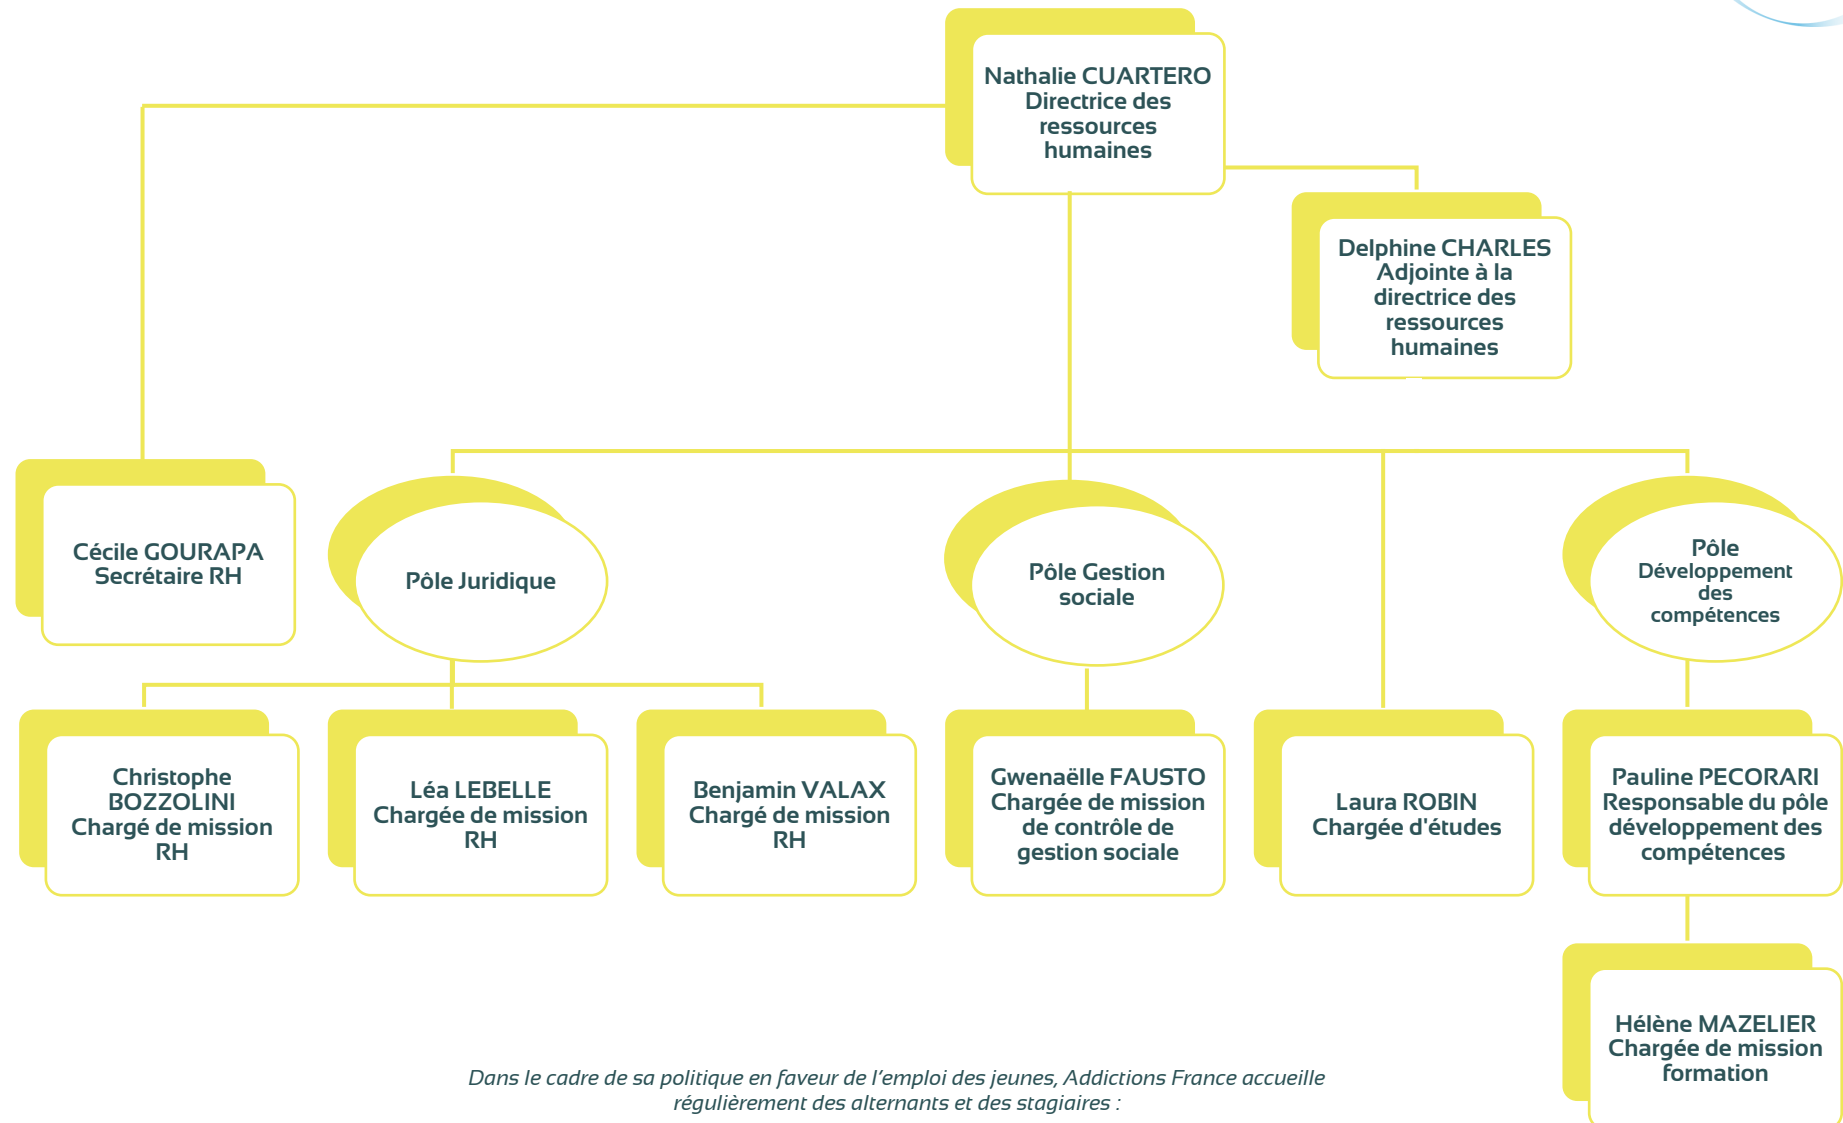 Nathalie CUARTERO
Directrice des
ressources
humaines
Delphine CHARLES
Adjointe à la
directrice des
ressources
humaines
Cécile GOURAPA
Secrétaire RH
Pôle Juridique
Pôle Gestion
sociale
Pôle
Développement
des
compétences
Christophe
BOZZOLINI
Chargé de mission
RH
Léa LEBELLE
Chargée de mission
RH
Benjamin VALAX
Chargé de mission
RH
Gwenaëlle FAUSTO
Chargée de mission
de contrôle de
gestion sociale
Laura ROBIN
Chargée d'études
Pauline PECORARI
Responsable du pôle
développement des
compétences
Hélène MAZELIER
Chargée de mission
formation
Dans le cadre de sa politique en faveur de l’emploi des jeunes, Addictions France accueille
régulièrement des alternants et des stagiaires :